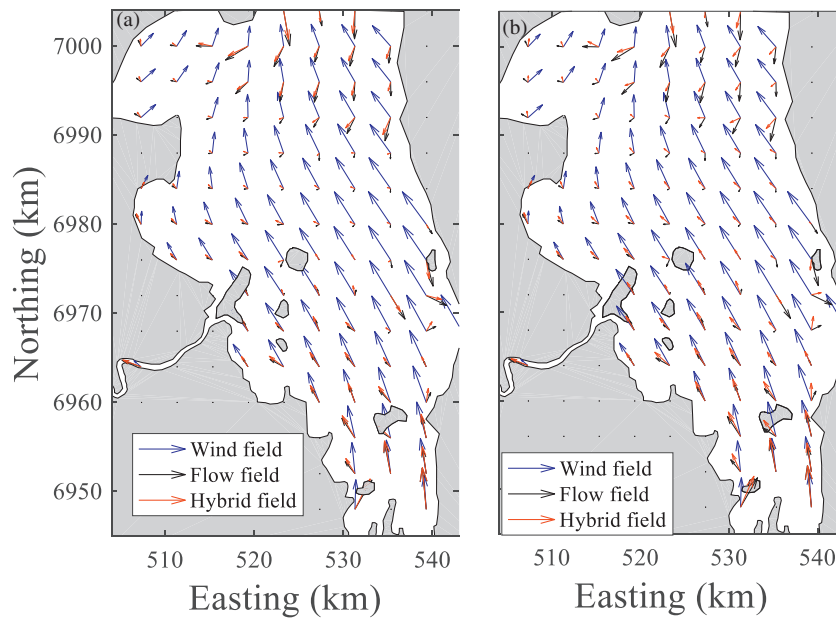 (a)
(b)
Northing (km)
7000
6990
6980
6970
6960
6950
Wind field
Flow field
Hybrid field
Wind field
Flow field
Hybrid field
510 520 530 540
510 520 530 540
Easting (km)
Easting (km)